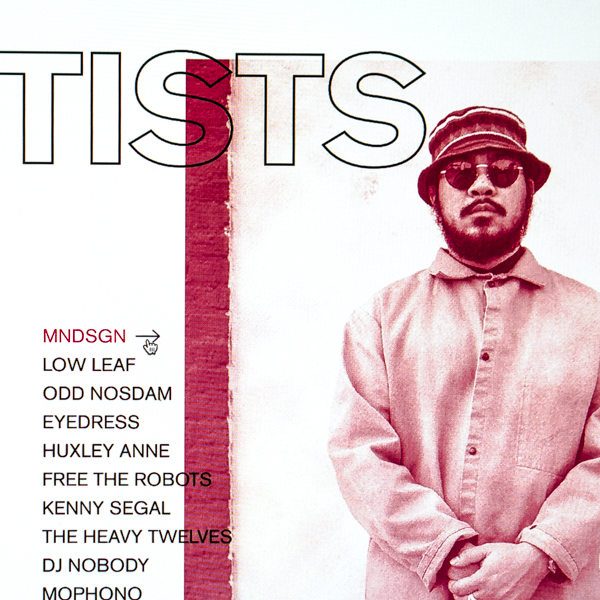 TISTS
MNDSGN
LOW LEAF
ODD NOSDAM
EYEDRESS
HUXLEY ANNE
FREE THE ROBOTS
KENNY SEGAL
THE HEAVY TWELVES
DJ NOBODY
MOPHONO